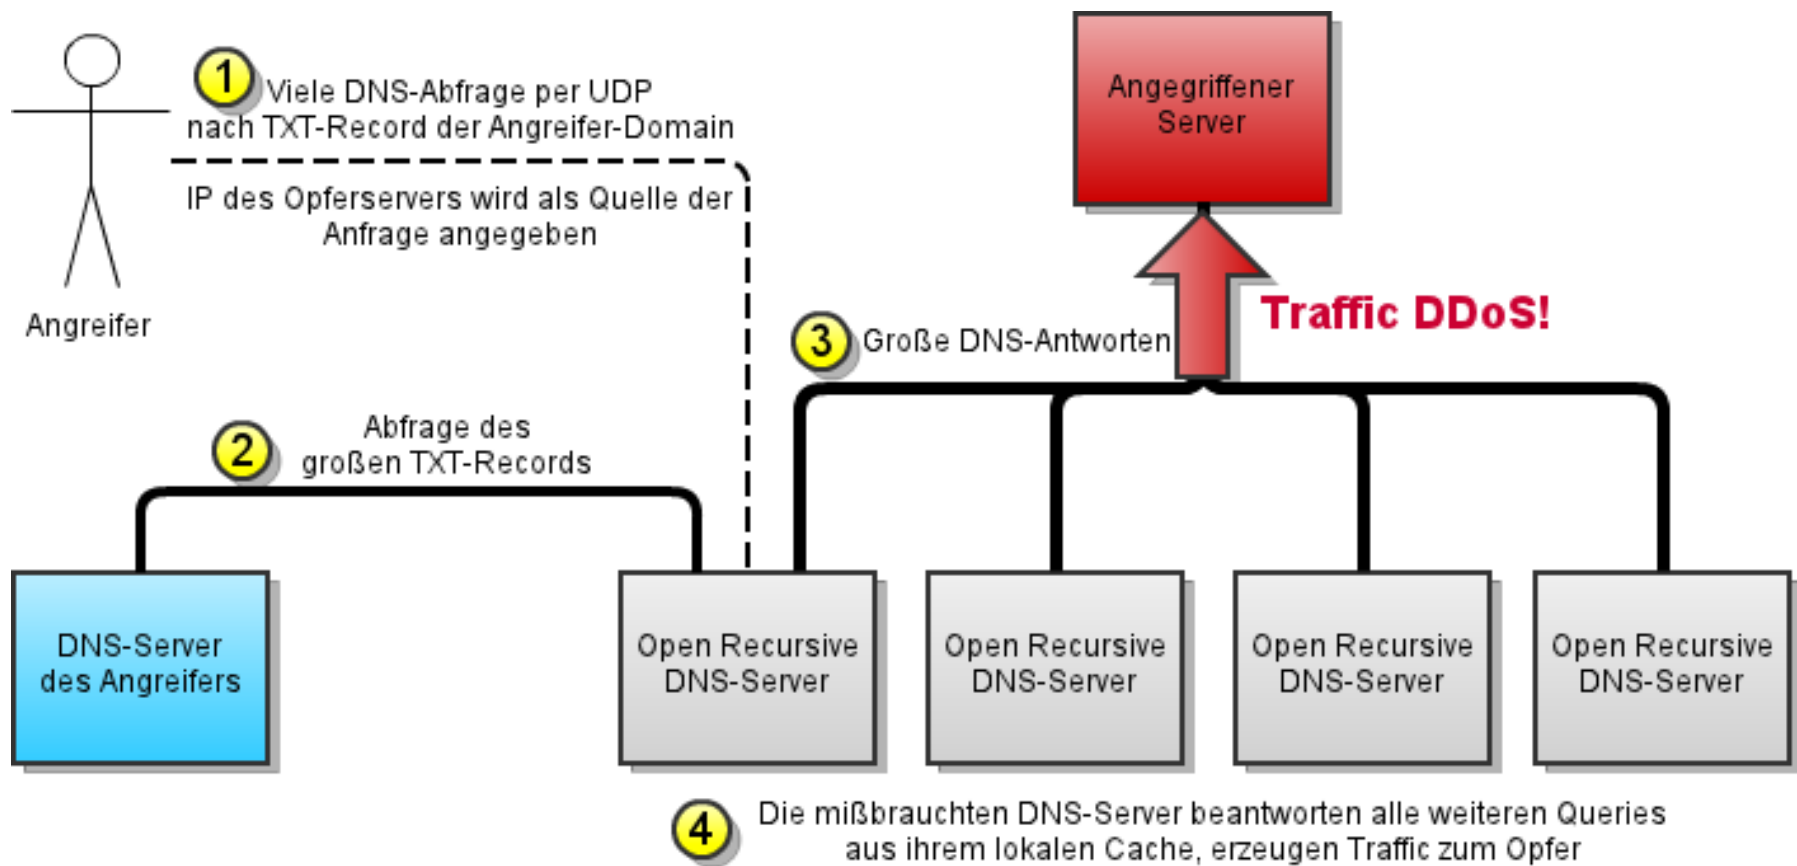 1
Viele DNS-Abfrage per UDP
nach TXT-Record der Angreifer-Domain
IP des Opferservers wird als Quelle der
Anfrage angegeben
Angreifer
Angegriffener
Server
Traffic DDoS!
3
Große DNS-Antworten
2
Abfrage des
großen TXT-Records
DNS-Server
des Angreifers
Open Recursive
DNS-Server
Open Recursive
DNS-Server
Open Recursive
DNS-Server
Open Recursive
DNS-Server
4
Die mißbrauchten DNS-Server beantworten alle weiteren Queries
aus ihrem lokalen Cache, erzeugen Traffic zum Opfer